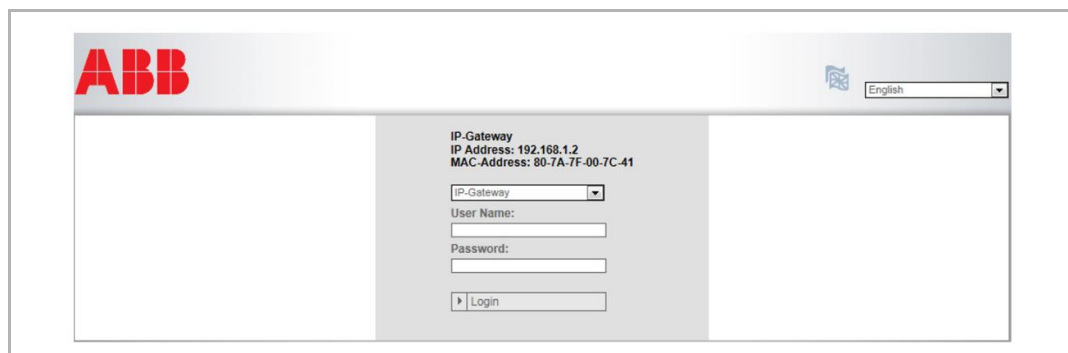 ABB
English
IP-Gateway
IP Address: 192.168.1.2
MAC-Address: 80-7A-7F-00-7C-41
IP-Gateway
User Name:
Password:
Login